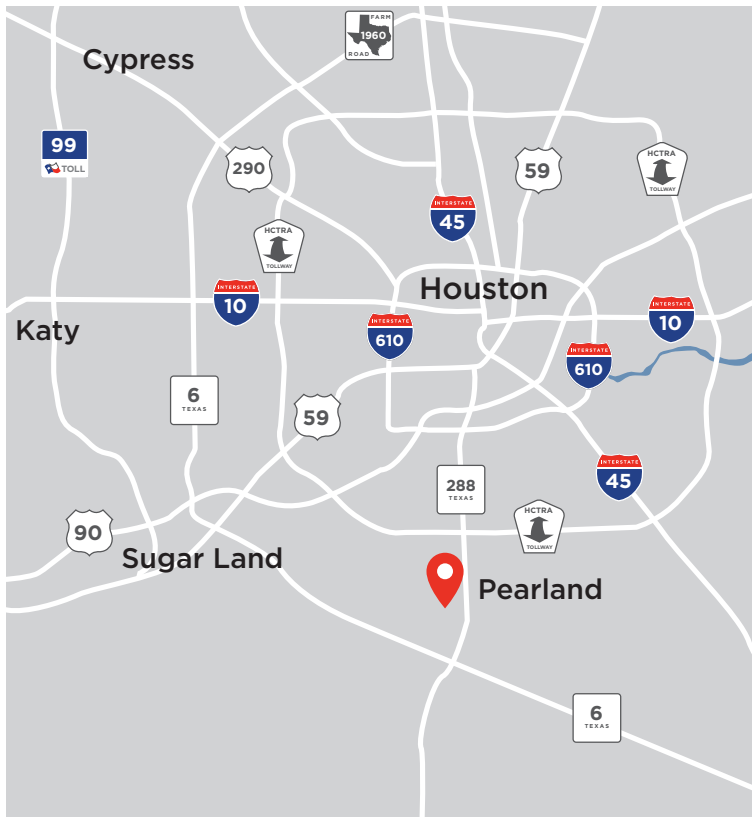 FARM
1960
ROAD
Cypress
99
TOLL
290
59
HCTRA
TOLLWAY
INTERSTATE
45
HCTRA
TOLLWAY
Houston
INTERSTATE
10
INTERSTATE
10
Katy
INTERSTATE
610
INTERSTATE
610
6
TEXAS
59
INTERSTATE
45
288
TEXAS
90
HCTRA
TOLLWAY
Sugar Land
Pearland
6
TEXAS